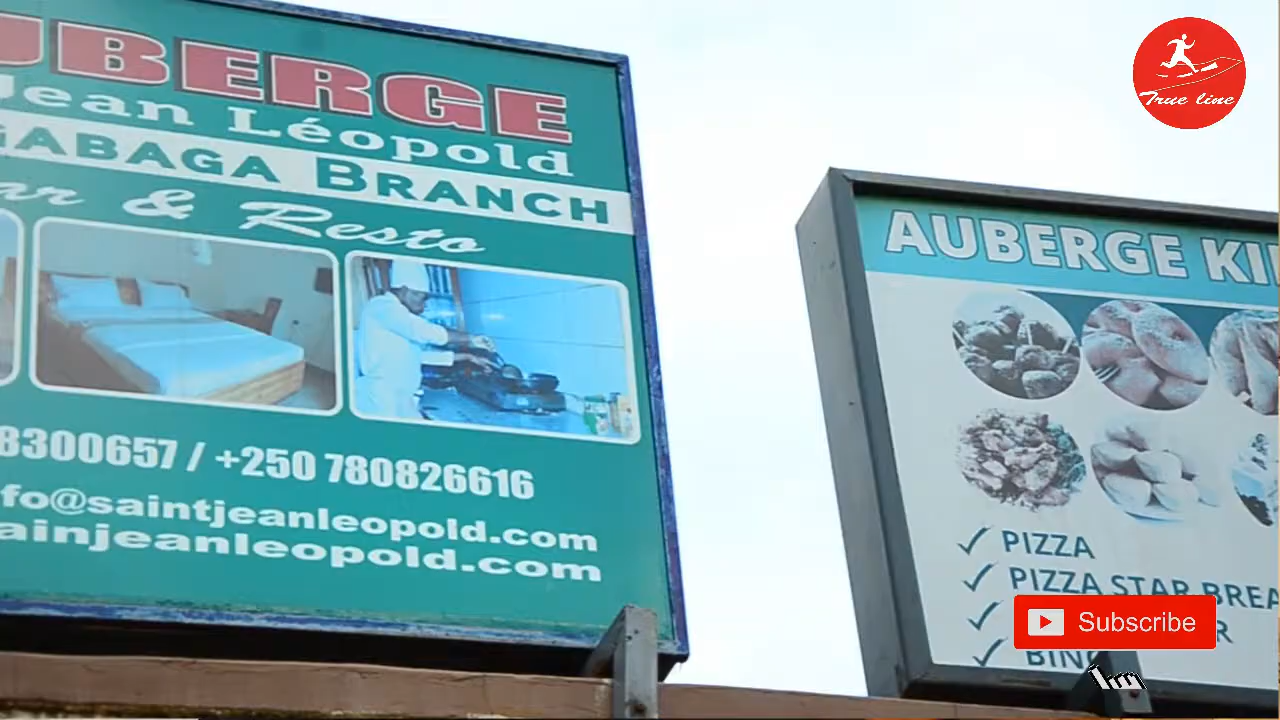 UBERGE
Jean Léopold
GABAGA BRANCH
ar & Resto
8300657 / +250 780826616
fo@saintjeanleopold.com
ainjeanleopold.com
True line
AUBERGE KI
✓ PIZZA
✓ PIZZA STAR BREA
✓ R
✓ BING
Subscribe